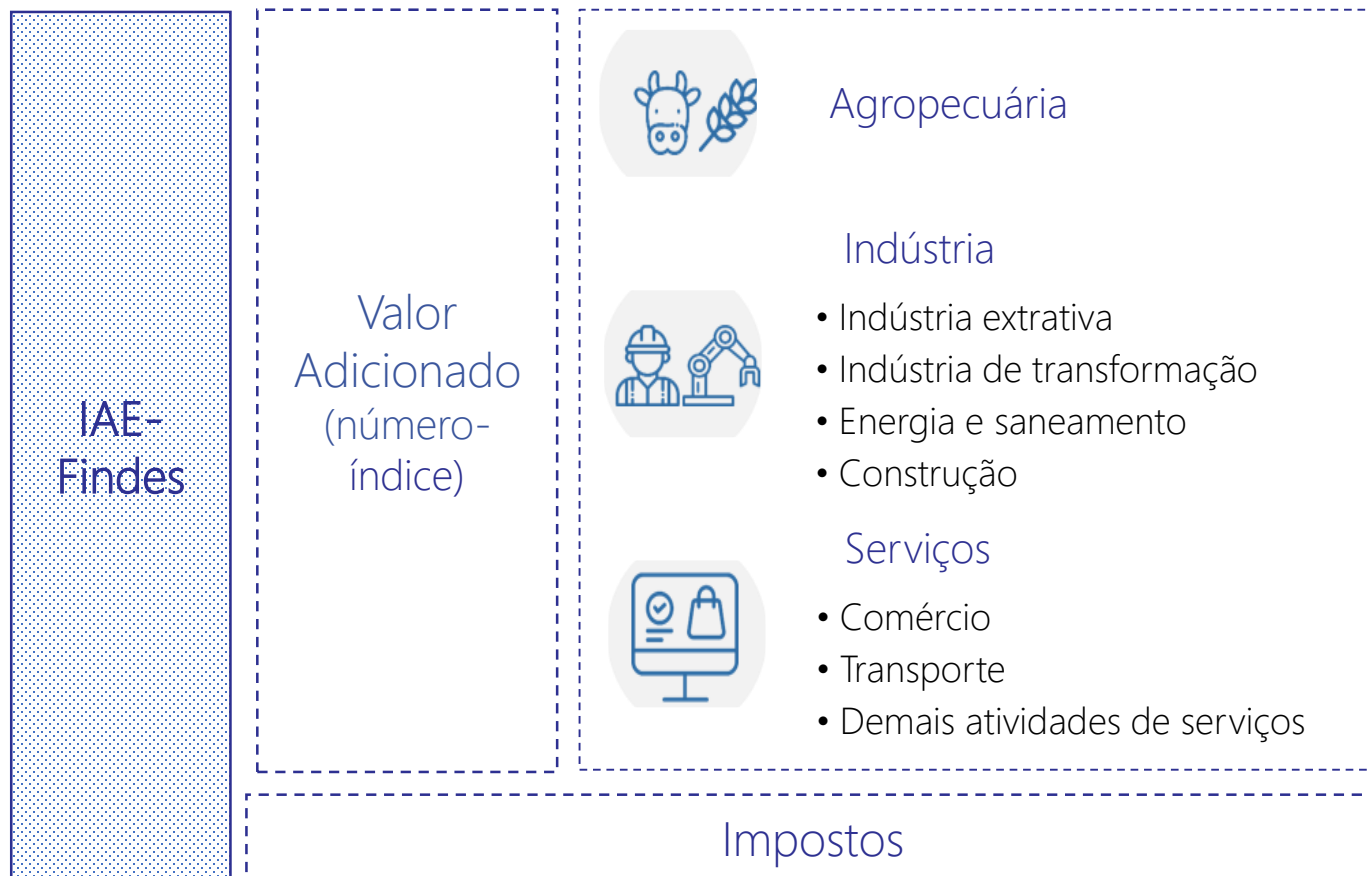 IAE-
Findes
Valor
Adicionado
(número-
índice)
Agropecuária
Indústria
• Indústria extrativa
• Indústria de transformação
• Energia e saneamento
• Construção
Serviços
• Comércio
• Transporte
• Demais atividades de serviços
Impostos